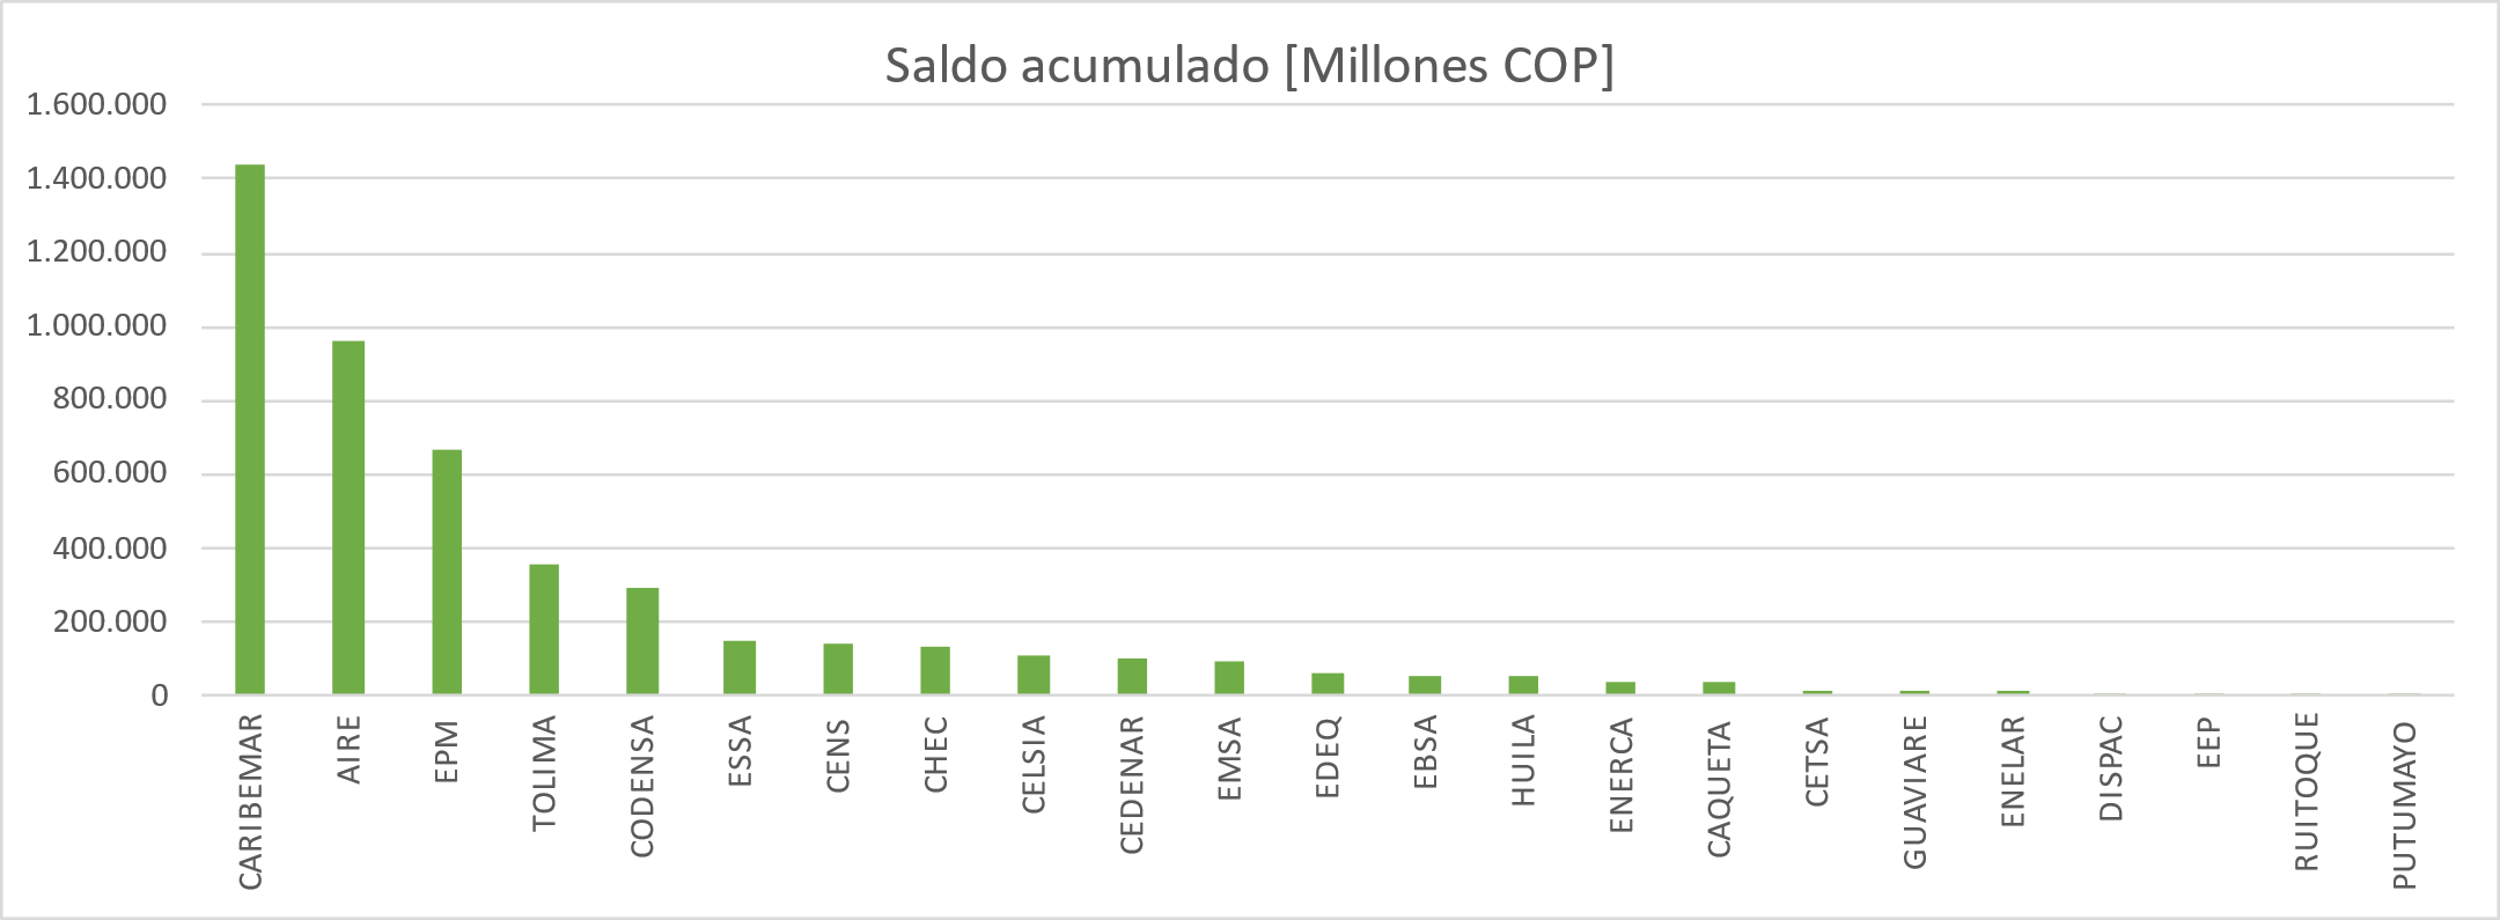 Saldo acumulado [Millones COP]
1.600.000
1.400.000
1.200.000
1.000.000
800.000
600.000
400.000
200.000
0
CARIBEMAR
AIRE
EPM
TOLIMA
CODENSA
ESSA
CENS
CHEC
CELSIA
CEDENAR
EMSA
EDEQ
EBSA
HUILA
ENERCA
CAQUETA
CETSA
GUAVIARE
ENELAR
DISPAC
EEP
RUITOQUE
PUTUMAYO